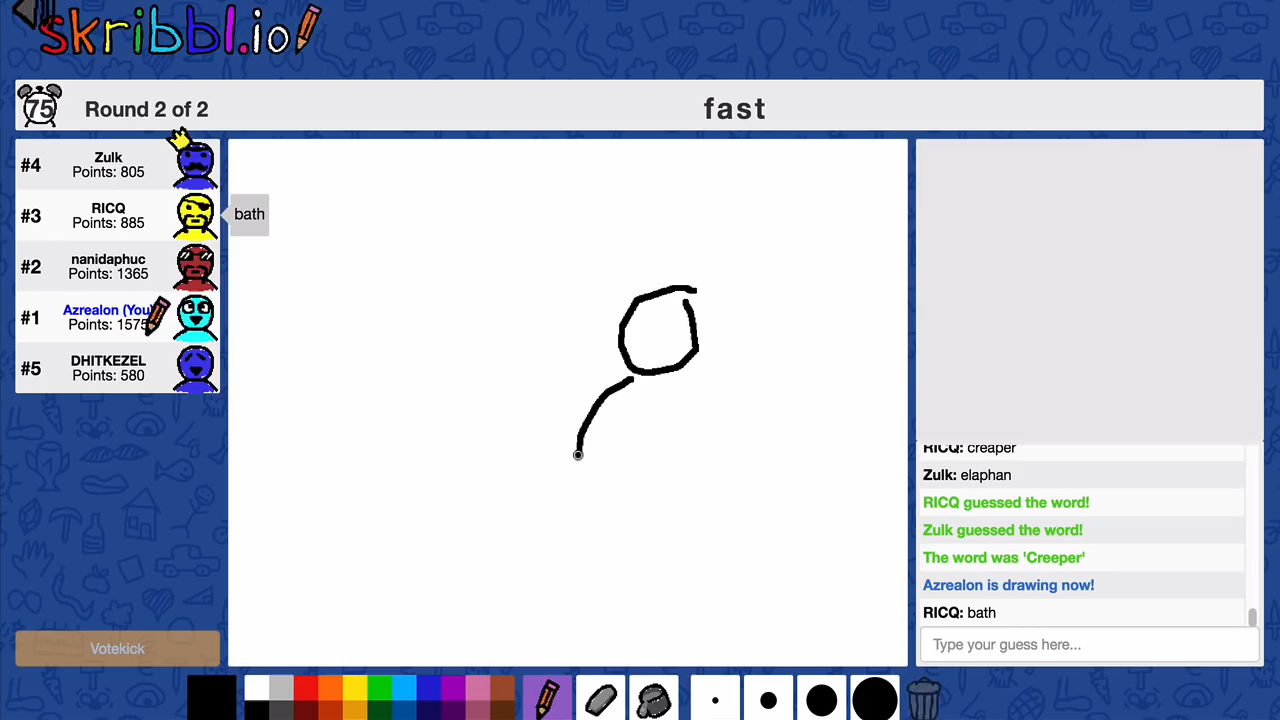 skribbl.io
75
Round 2 of 2
fast
#4
Zulk
Points: 805
#3
RICQ
Points: 885
bath
#2
nanidaphuc
Points: 1365
#1
Azrealon (You)
Points: 1575
#5
DHITKEZEL
Points: 580
Votekick
RICQ: creaper
Zulk: elaphan
RICQ guessed the word!
Zulk guessed the word!
The word was 'Creeper'
Azrealon is drawing now!
RICQ: bath
Type your guess here...